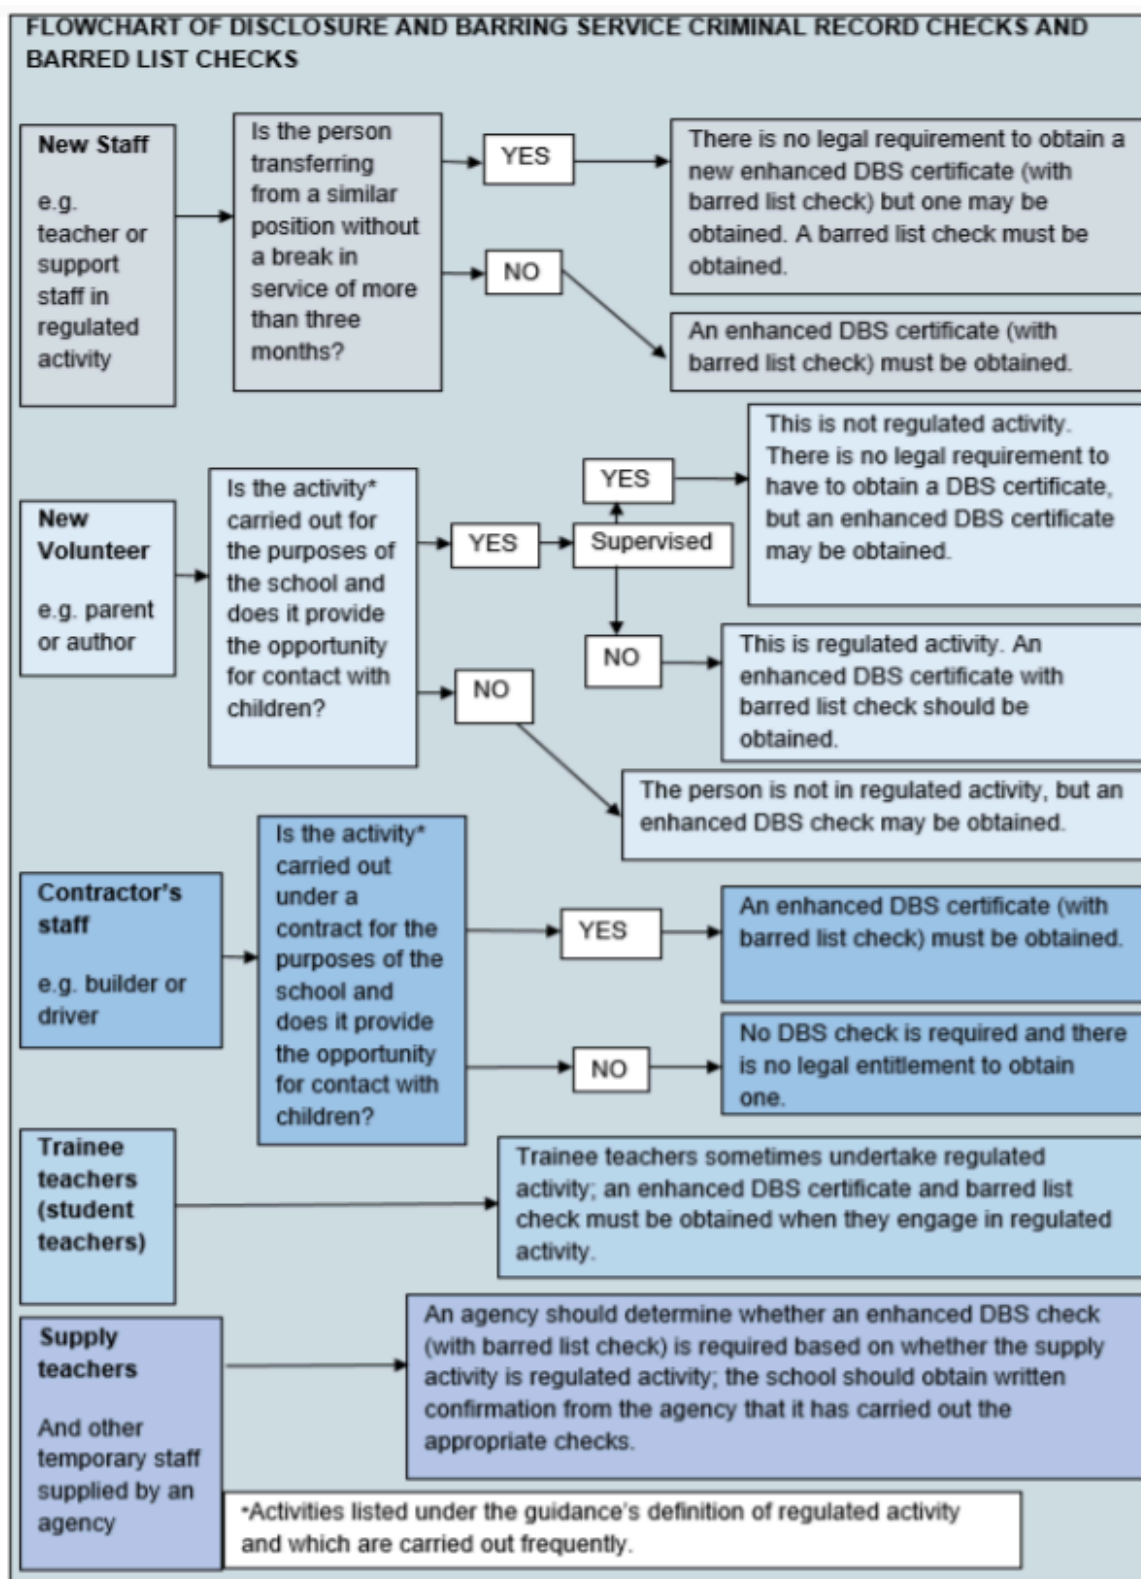 FLOWCHART OF DISCLOSURE AND BARRING SERVICE CRIMINAL RECORD CHECKS AND
BARRED LIST CHECKS
New Staff
e.g.
teacher or
support
staff in
regulated
activity
Is the person
transferring
from a similar
position without
a break in
service of more
than three
months?
YES
There is no legal requirement to obtain a
new enhanced DBS certificate (with
barred list check) but one may be
obtained. A barred list check must be
obtained.
NO
An enhanced DBS certificate (with
barred list check) must be obtained.
New
Volunteer
e.g. parent
or author
Is the activity*
carried out for
the purposes of
the school and
does it provide
the opportunity
for contact with
children?
YES
Supervised
YES
This is not regulated activity.
There is no legal requirement to
have to obtain a DBS certificate,
but an enhanced DBS certificate
may be obtained.
NO
This is regulated activity. An
enhanced DBS certificate with
barred list check should be
obtained.
NO
The person is not in regulated activity, but an
enhanced DBS check may be obtained.
Contractor's
staff
e.g. builder or
driver
Is the activity*
carried out
under a
contract for the
purposes of the
school and
does it provide
the opportunity
for contact with
children?
YES
An enhanced DBS certificate (with
barred list check) must be obtained.
NO
No DBS check is required and there
is no legal entitlement to obtain
one.
Trainee
teachers
(student
teachers)
Trainee teachers sometimes undertake regulated
activity; an enhanced DBS certificate and barred list
check must be obtained when they engage in regulated
activity.
Supply
teachers
And other
temporary staff
supplied by an
agency
An agency should determine whether an enhanced DBS check
(with barred list check) is required based on whether the supply
activity is regulated activity; the school should obtain written
confirmation from the agency that it has carried out the
appropriate checks.
*Activities listed under the guidance's definition of regulated activity
and which are carried out frequently.